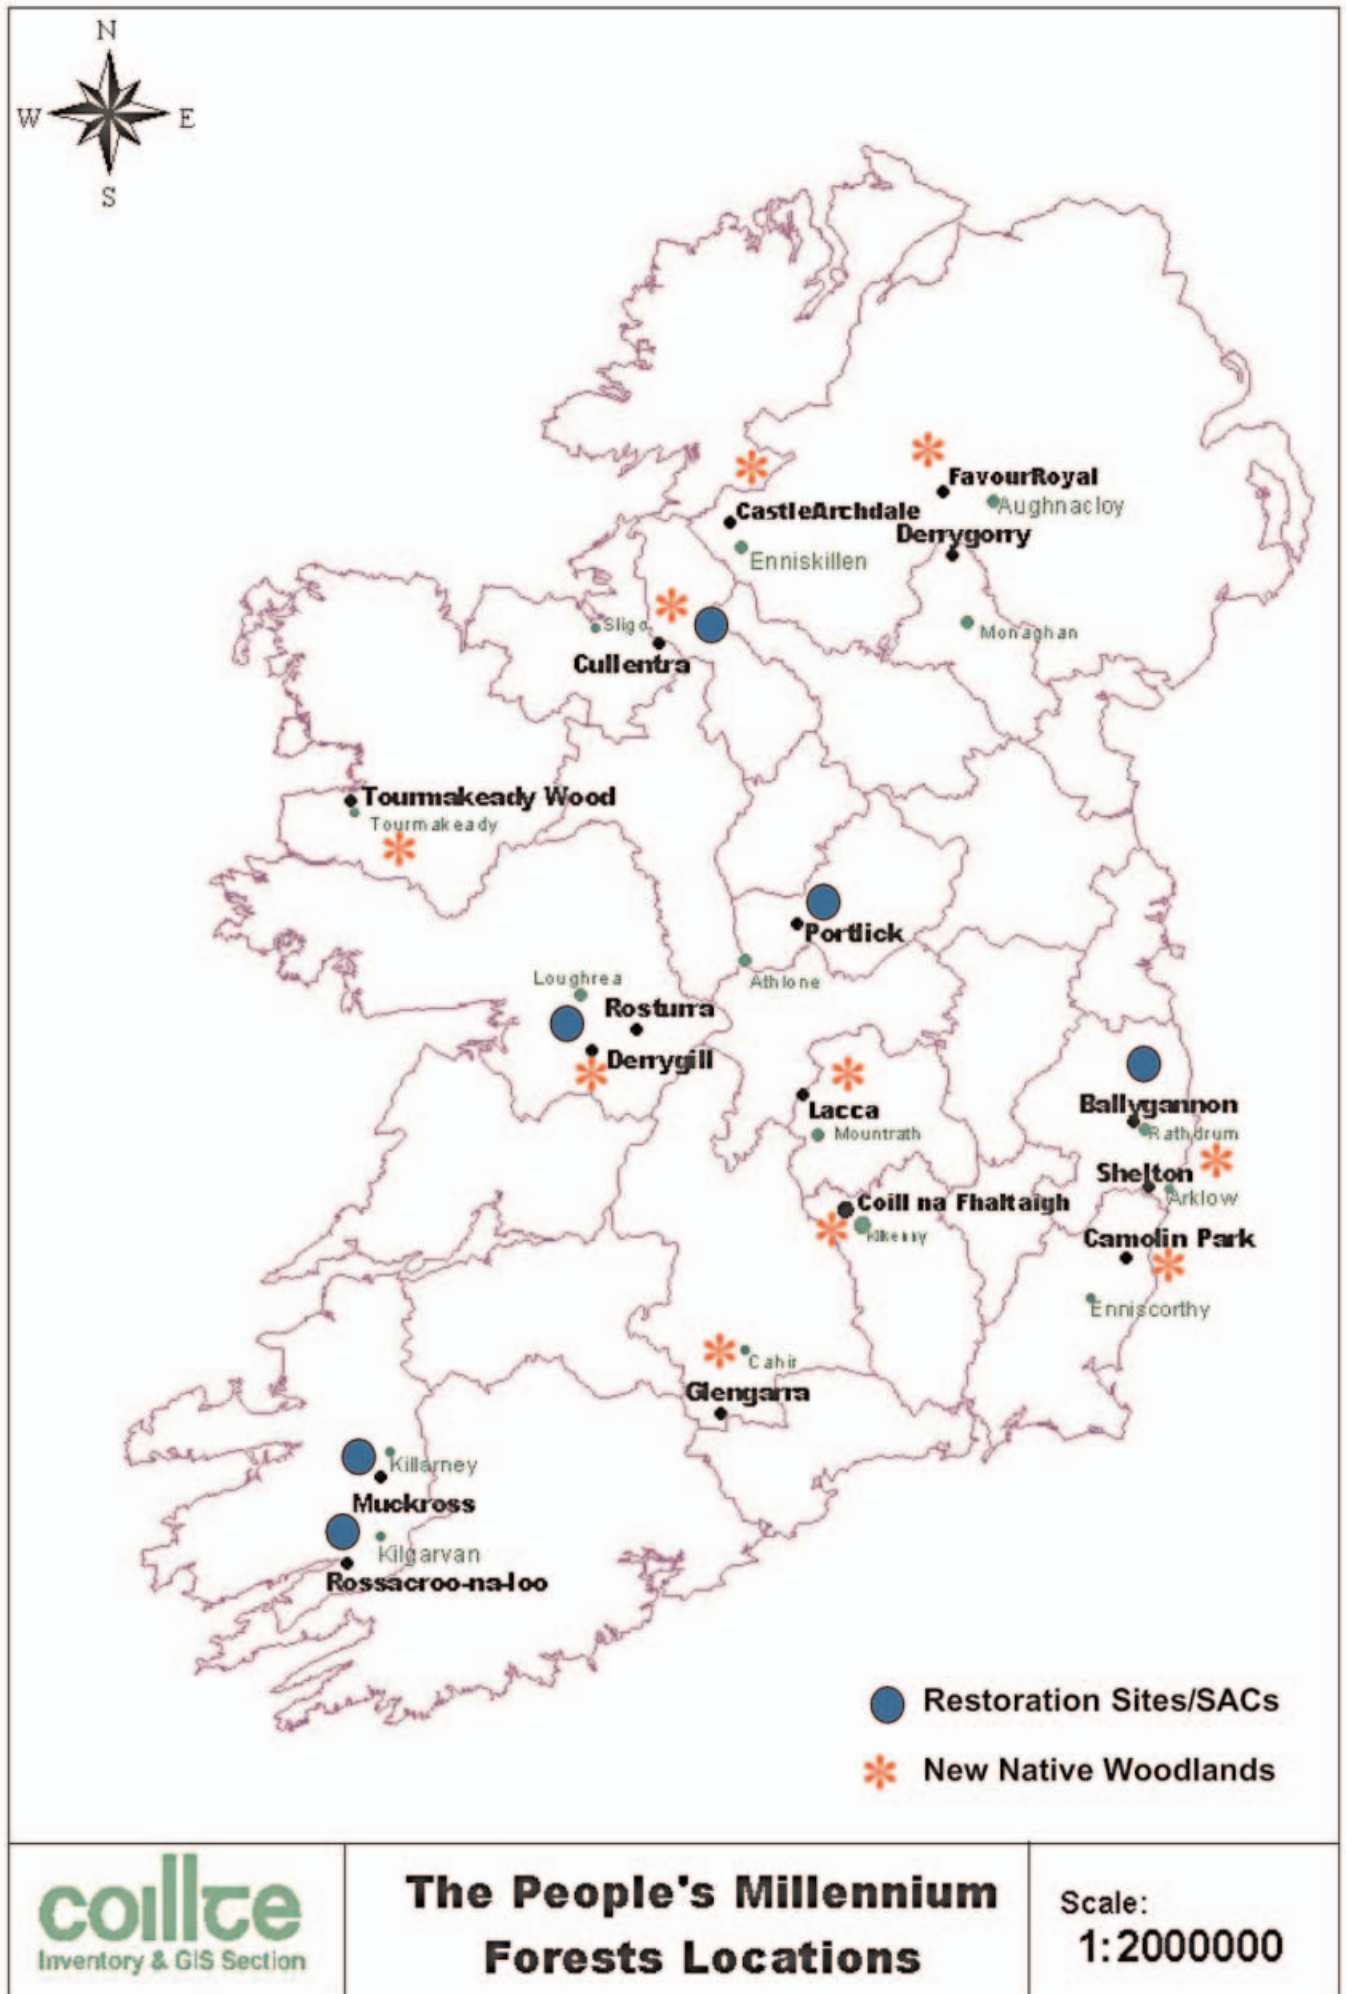 N
W E
S
FavourRoyal
CastleArchdale
Aughnacloy
Derrygorry
Enniskillen
Sligo
Monaghan
Cullentra
Tourmakeady Wood
Tourmakeady
Portlick
Loughrea
Athlone
Rosturra
Derrygill
Ballygannon
Lacca
Mountrath
Rathdrum
Shelton
Arklow
Coill na Fhaltaigh
Kilkenny
Camolin Park
Enniscorthy
Cahir
Glengarra
Killarney
Muckross
Kilgarvan
Rossacroo-na-loo
Restoration Sites/SACs
New Native Woodlands
coillte
Inventory & GIS Section
The People's Millennium
Forests Locations
Scale:
1:2000000